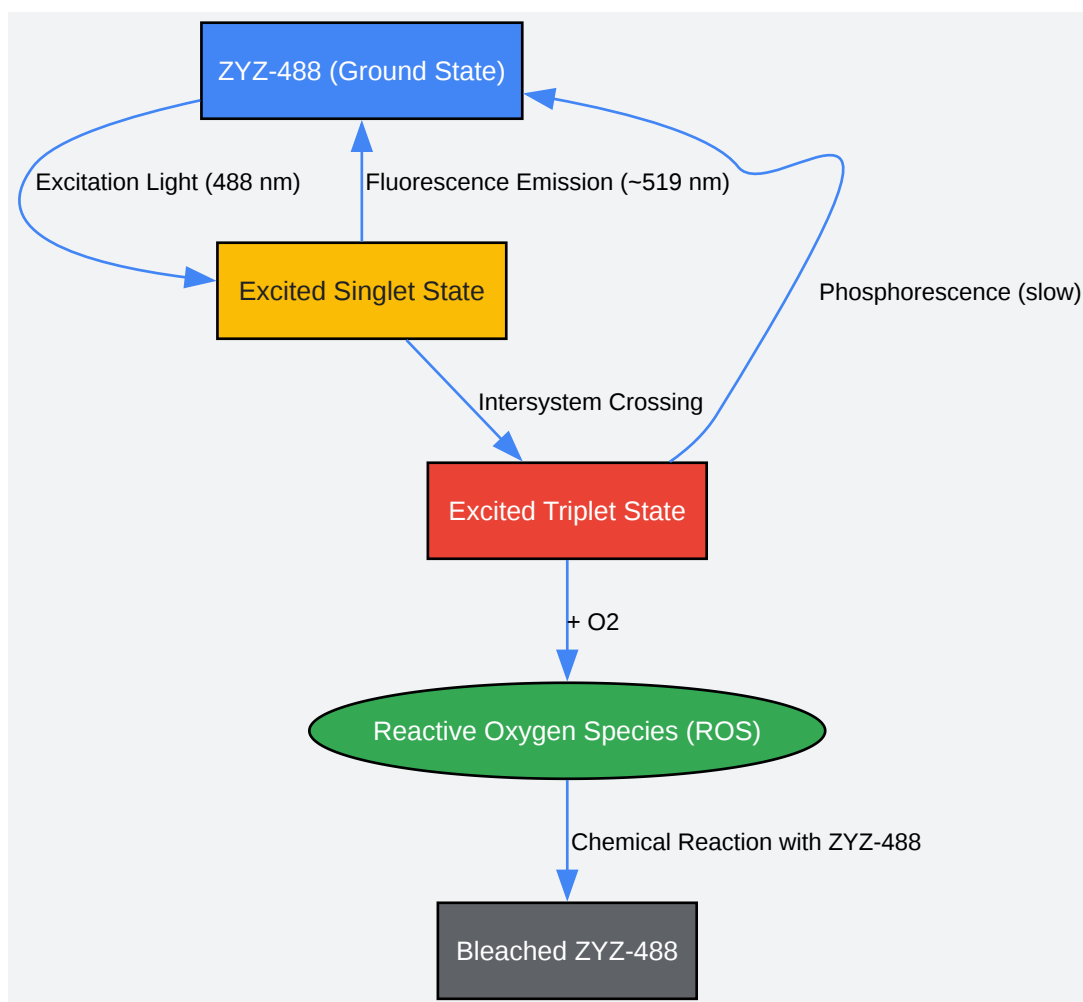 ZYZ-488 (Ground State)
Excitation Light (488 nm)
Fluorescence Emission (~519 nm)
Excited Singlet State
Phosphorescence (slow)
Intersystem Crossing
Excited Triplet State
+ O2
Reactive Oxygen Species (ROS)
Chemical Reaction with ZYZ-488
Bleached ZYZ-488